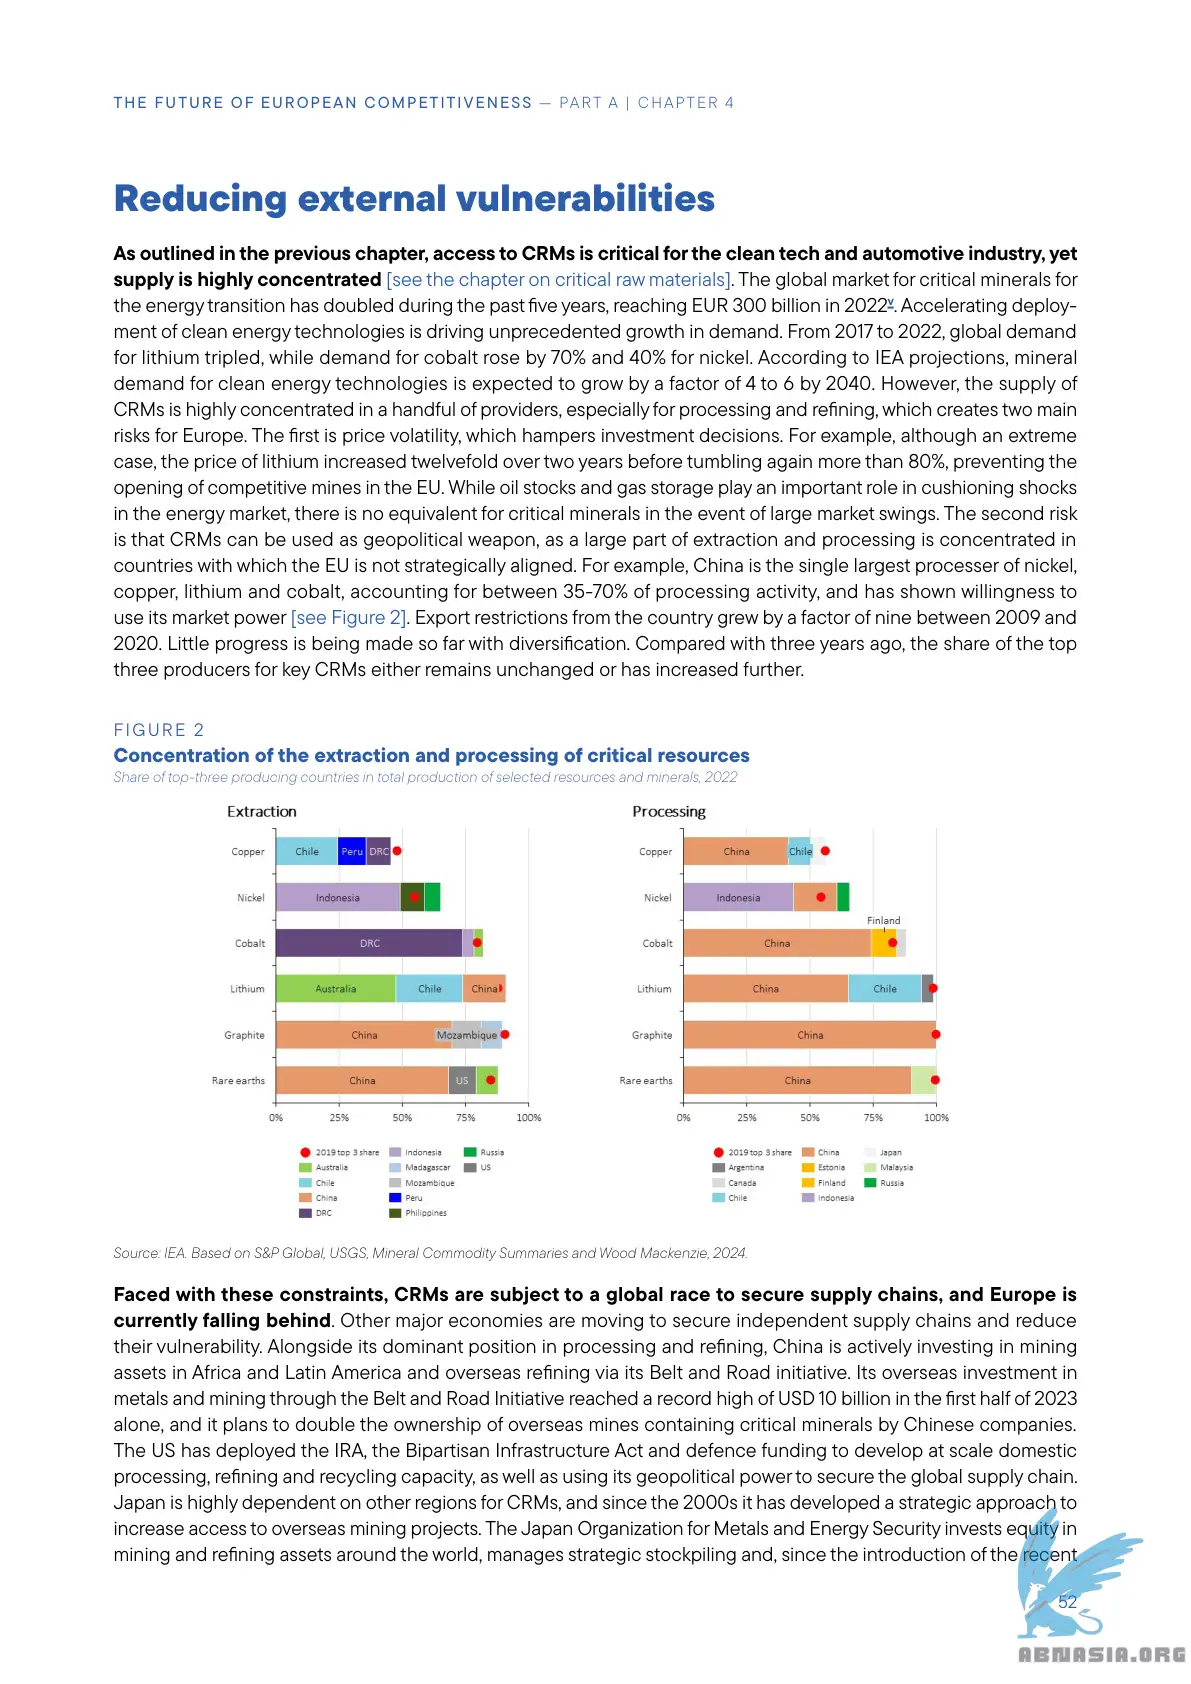 THE FUTURE OF EUROPEAN COMPETITIVENESS — PART A | CHAPTER 4
Reducing external vulnerabilities
As outlined in the previous chapter, access to CRMs is critical for the clean tech and automotive industry, yet
supply is highly concentrated [see the chapter on critical raw materials]. The global market for critical minerals for
the energy transition has doubled during the past five years, reaching EUR 300 billion in 2022ᵛ. Accelerating deploy-
ment of clean energy technologies is driving unprecedented growth in demand. From 2017 to 2022, global demand
for lithium tripled, while demand for cobalt rose by 70% and 40% for nickel. According to IEA projections, mineral
demand for clean energy technologies is expected to grow by a factor of 4 to 6 by 2040. However, the supply of
CRMs is highly concentrated in a handful of providers, especially for processing and refining, which creates two main
risks for Europe. The first is price volatility, which hampers investment decisions. For example, although an extreme
case, the price of lithium increased twelvefold over two years before tumbling again more than 80%, preventing the
opening of competitive mines in the EU. While oil stocks and gas storage play an important role in cushioning shocks
in the energy market, there is no equivalent for critical minerals in the event of large market swings. The second risk
is that CRMs can be used as geopolitical weapon, as a large part of extraction and processing is concentrated in
countries with which the EU is not strategically aligned. For example, China is the single largest processer of nickel,
copper, lithium and cobalt, accounting for between 35-70% of processing activity, and has shown willingness to
use its market power [see Figure 2]. Export restrictions from the country grew by a factor of nine between 2009 and
2020. Little progress is being made so far with diversification. Compared with three years ago, the share of the top
three producers for key CRMs either remains unchanged or has increased further.
FIGURE 2
Concentration of the extraction and processing of critical resources
Share of top-three producing countries in total production of selected resources and minerals, 2022
Extraction
Copper Chile Peru DRC
Nickel Indonesia
Cobalt DRC
Lithium Australia Chile China
Graphite China Mozambique
Rare earths China US
0% 25% 50% 75% 100%
2019 top 3 share Indonesia Russia
Australia Madagascar US
Chile Mozambique
China Peru
DRC Philippines
Processing
Copper China Chile
Nickel Indonesia
Finland
Cobalt China
Lithium China Chile
Graphite China
Rare earths China
0% 25% 50% 75% 100%
2019 top 3 share China Japan
Argentina Estonia Malaysia
Canada Finland Russia
Chile Indonesia
Source: IEA. Based on S&P Global, USGS, Mineral Commodity Summaries and Wood Mackenzie, 2024.
Faced with these constraints, CRMs are subject to a global race to secure supply chains, and Europe is
currently falling behind. Other major economies are moving to secure independent supply chains and reduce
their vulnerability. Alongside its dominant position in processing and refining, China is actively investing in mining
assets in Africa and Latin America and overseas refining via its Belt and Road initiative. Its overseas investment in
metals and mining through the Belt and Road Initiative reached a record high of USD 10 billion in the first half of 2023
alone, and it plans to double the ownership of overseas mines containing critical minerals by Chinese companies.
The US has deployed the IRA, the Bipartisan Infrastructure Act and defence funding to develop at scale domestic
processing, refining and recycling capacity, as well as using its geopolitical power to secure the global supply chain.
Japan is highly dependent on other regions for CRMs, and since the 2000s it has developed a strategic approach to
increase access to overseas mining projects. The Japan Organization for Metals and Energy Security invests equity in
mining and refining assets around the world, manages strategic stockpiling and, since the introduction of the recent
52
ABNASIA.ORG